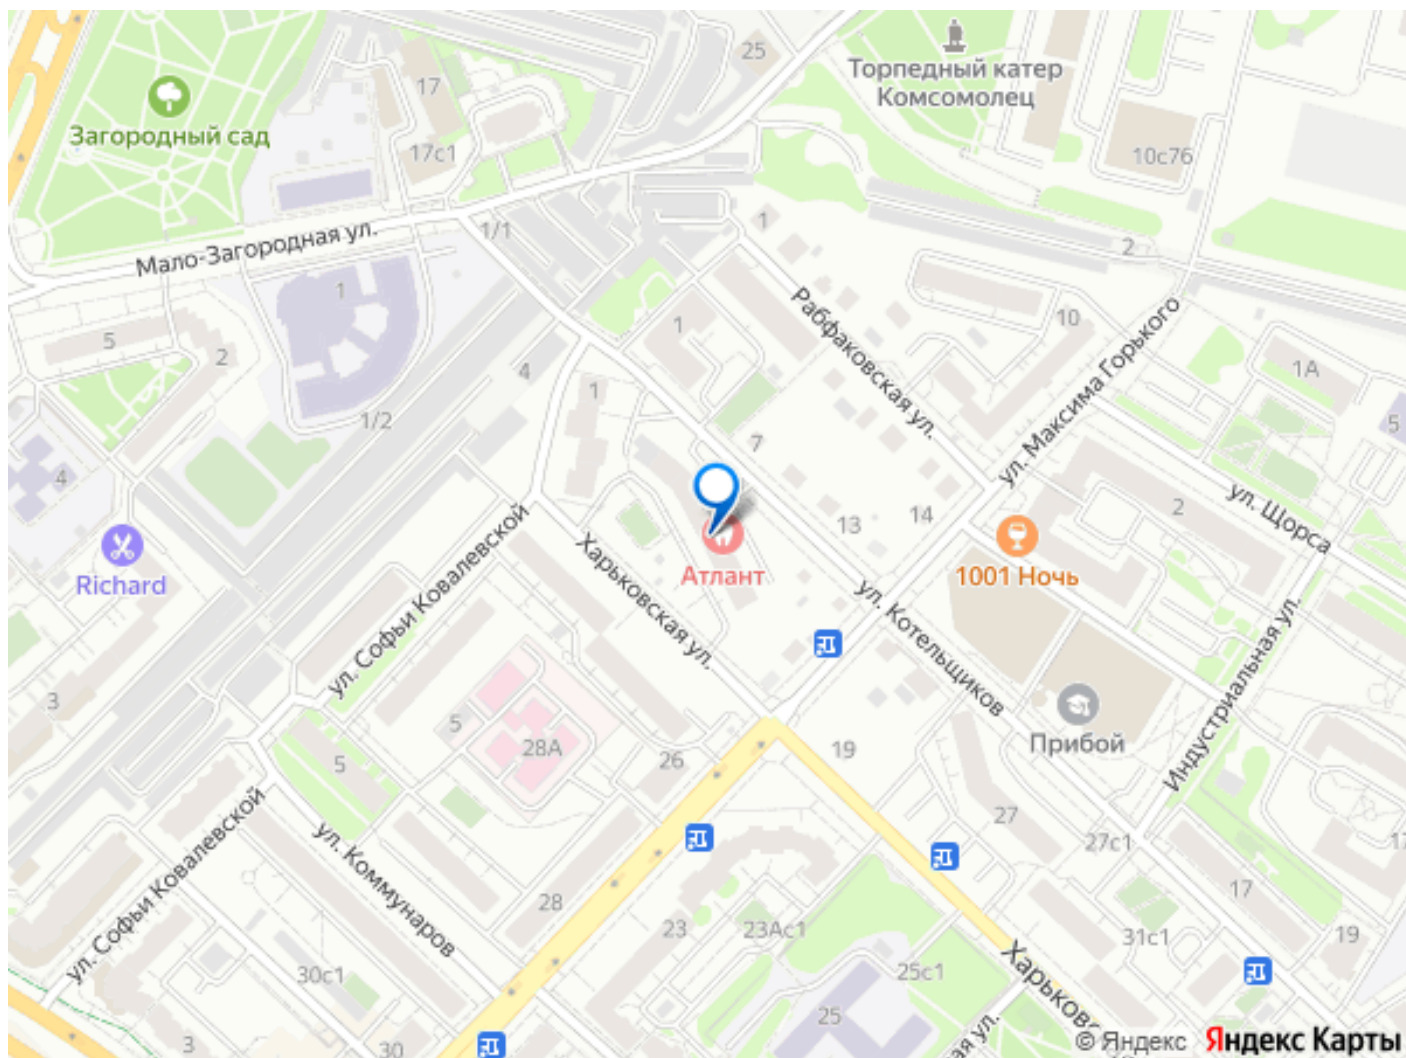 25
Торпедный катер
Комсомолец
17
Загородный сад
17с1
10с76
1/1
1
2
Мало-Загородная ул.
1
Рабфаковская ул.
10
ул. Максима Горького
5
2
1
1А
4
1
1/2
5
7
4
2
ул. Щорса
14
13
Richard
Атлант
1001 Ночь
ул. Софьи Ковалевской
Харьковская ул.
ул. Котельщиков
Индустриальная ул.
3
5
28А
Прибой
19
26
5
27
27с1
ул. Коммунаров
17
17
28
23
23Ас1
31с1
19
ул. Софьи Ковалевской
30с1
25с1
Харьковс
25
3
30
ая ул.
© Яндекс Яндекс Карты